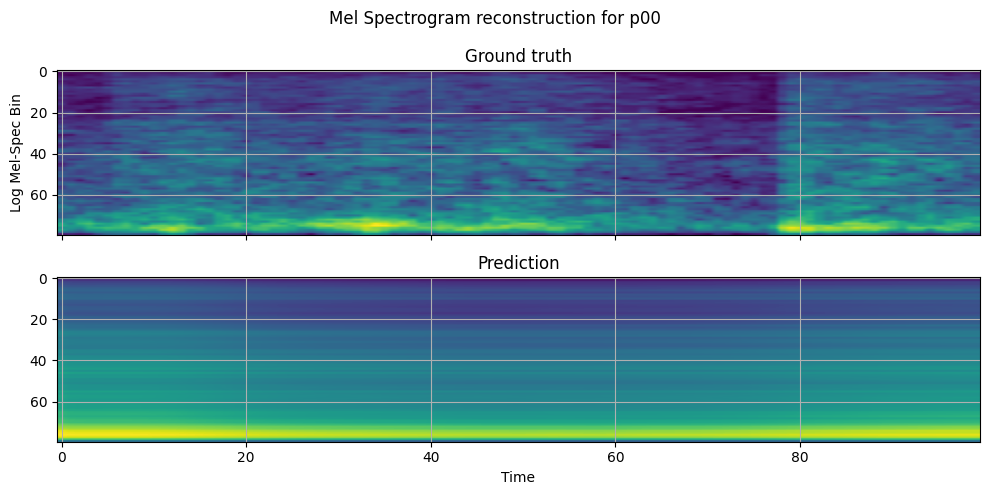 Mel Spectrogram reconstruction for p00
Ground truth
Log Mel-Spec Bin
0
20
40
60
Prediction
0
20
40
60
0 20 40 60 80
Time